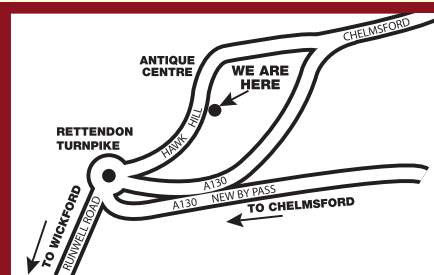 CHELMSFORD
ANTIQUE
CENTRE
WE ARE
HERE
HAWK HILL
RETTENDON
TURNPIKE
A130
A130 NEW BY PASS
TO CHELMSFORD
TO WICKFORD
RUNWELL ROAD